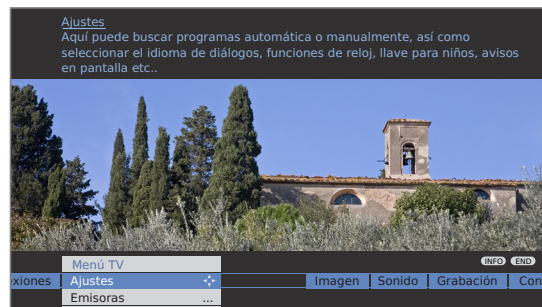 Ajustes
Aquí puede buscar programas automática o manualmente, así como
seleccionar el idioma de diálogos, funciones de reloj, llave para niños, avisos
en pantalla etc..
INFO END
Menú TV
xiones Ajustes Imagen Sonido Grabación Con
Emisoras ...